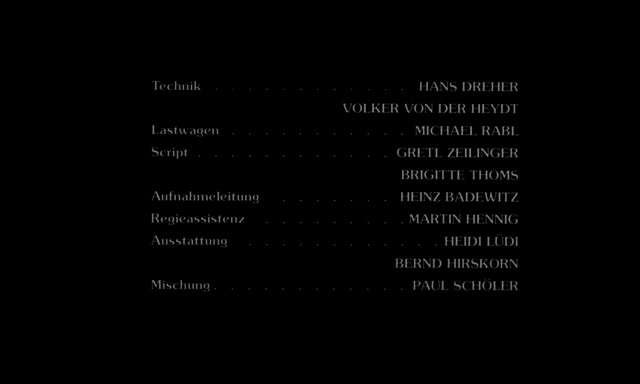 Technik . . . . . . . . . . . . HANS DREHER
VOLKER VON DER HEYDT
Lastwagen . . . . . . . . . . . MICHAEL RABL
Script . . . . . . . . . . . . GRETL ZEILINGER
BRIGITTE THOMS
Aufnahmeleitung . . . . . . . HEINZ BADEWITZ
Regieassistenz . . . . . . . . . MARTIN HENNIG
Ausstattung . . . . . . . . . . . . HEIDI LÜDI
BERND HIRSKORN
Mischung . . . . . . . . . . . . PAUL SCHÖLER